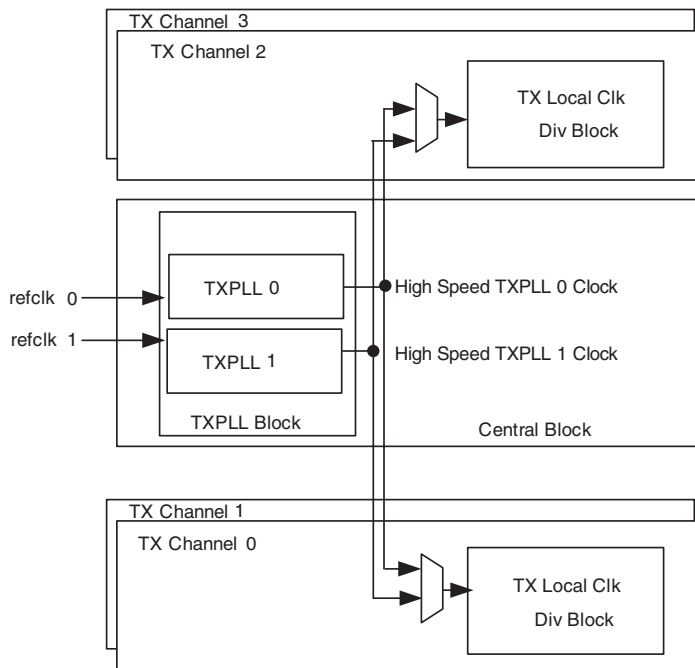 TX Channel 3
TX Channel 2
TX Local Clk
Div Block
refclk 0
refclk 1
TXPLL 0
TXPLL 1
TXPLL Block
High Speed TXPLL 0 Clock
High Speed TXPLL 1 Clock
Central Block
TX Channel 1
TX Channel 0
TX Local Clk
Div Block